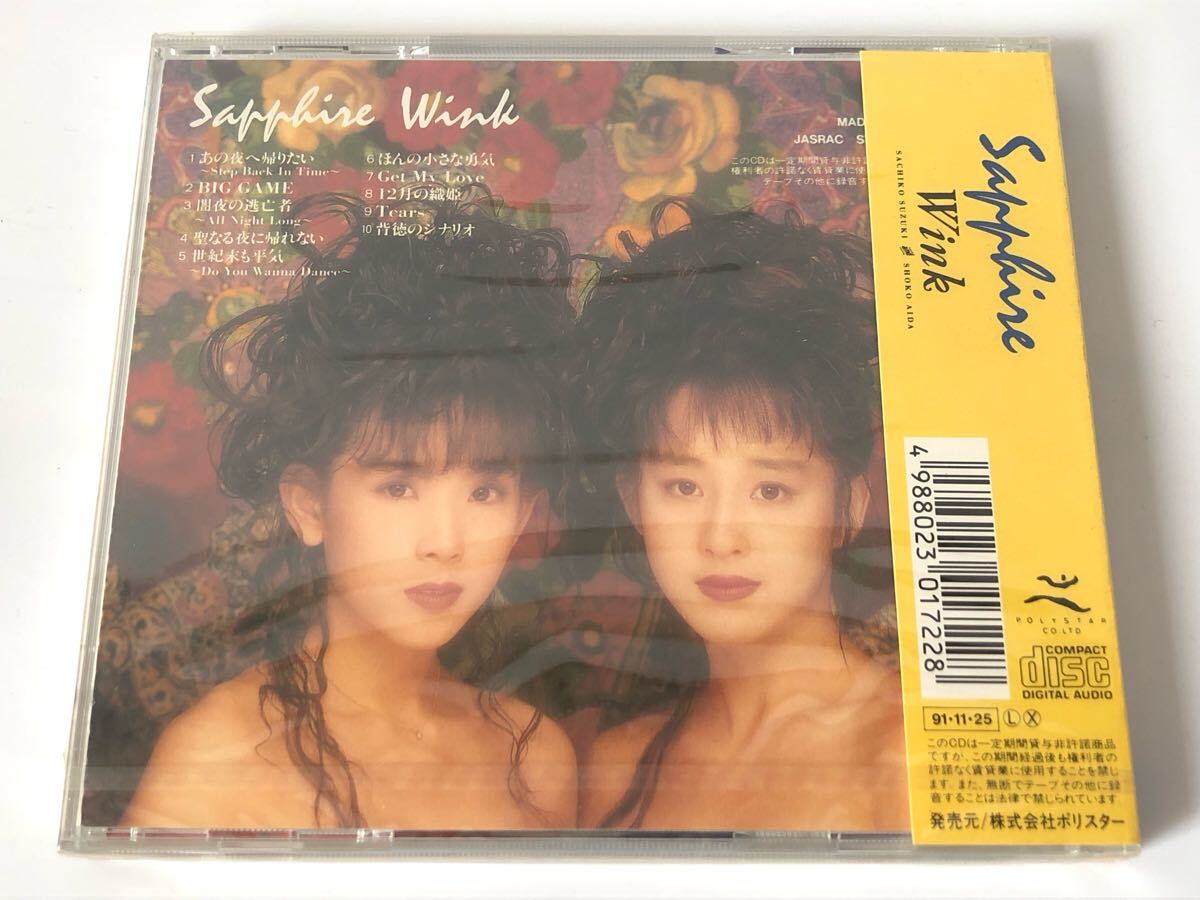 Sapphire Wink
1 あの夜へ帰りたい
～Step Back In Time～
2 BIG GAME
3 闇夜の逃亡者
～All Night Long～
4 聖なる夜に帰れない
5 世紀末も平気
～Do You Wanna Dance～
6 ほんの小さな勇気
7 Get My Love
8 12月の織姫
9 Tears
10 背徳のシナリオ
MAD
JASRAC S
このCDは一定期間貸与非許諾
権利者の許諾なく賃貸業に使
テープその他に録音す
Sapphire
Wink
SACHIKO SUZUKI SHOKO AIDA
4 988023 017228
POLYSTAR
CO.LTD
COMPACT
disc
DIGITAL AUDIO
91・11・25 Ⓛ Ⓧ
このCDは一定期間貸与非許諾商品
ですが、この期間経過後も権利者の
許諾なく賃貸業に使用することを禁じ
ます。また、無断でテープその他に録
音することは法律で禁じられています。
発売元/株式会社ポリスター